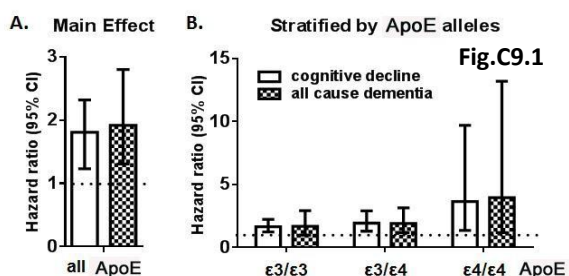 A. Main Effect
Hazard ratio (95% CI)
3
2
1
0
all ApoE
B. Stratified by ApoE alleles
Fig.C9.1
cognitive decline
all cause dementia
Hazard ratio (95% CI)
15
10
5
0
ε3/ε3 ε3/ε4 ε4/ε4 ApoE